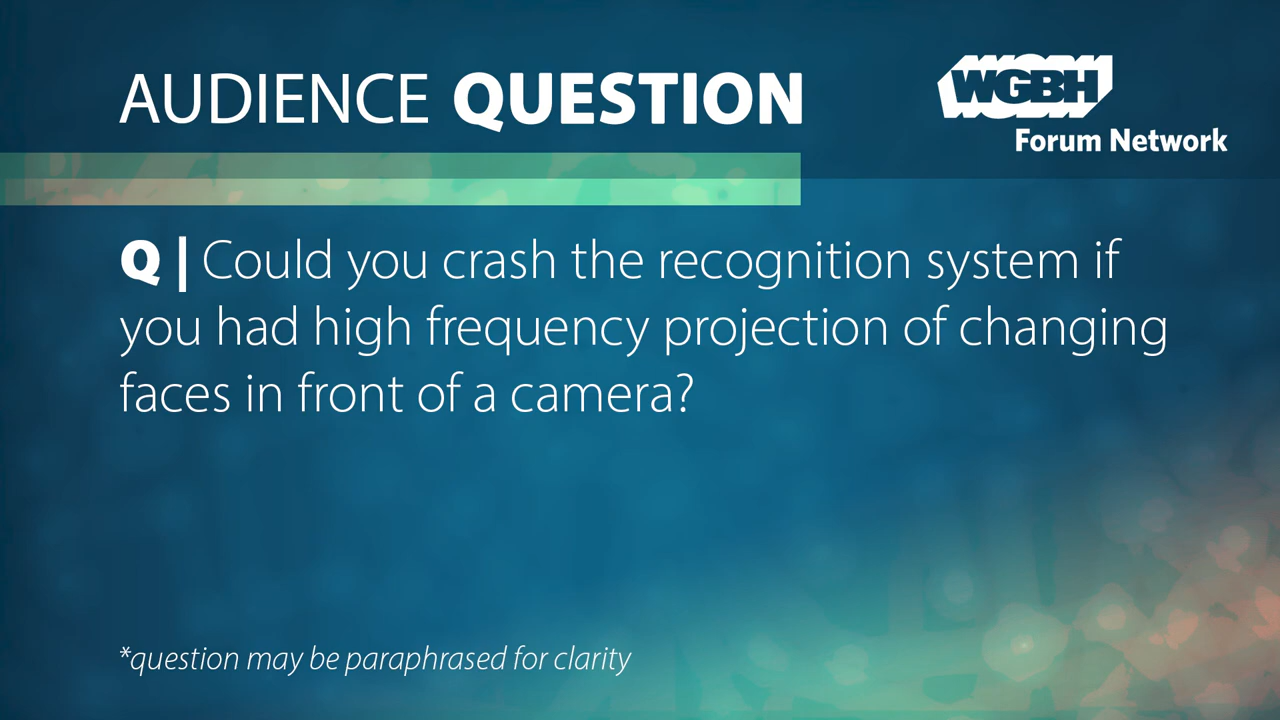 AUDIENCE QUESTION
WGBH
Forum Network
Q | Could you crash the recognition system if
you had high frequency projection of changing
faces in front of a camera?
*question may be paraphrased for clarity